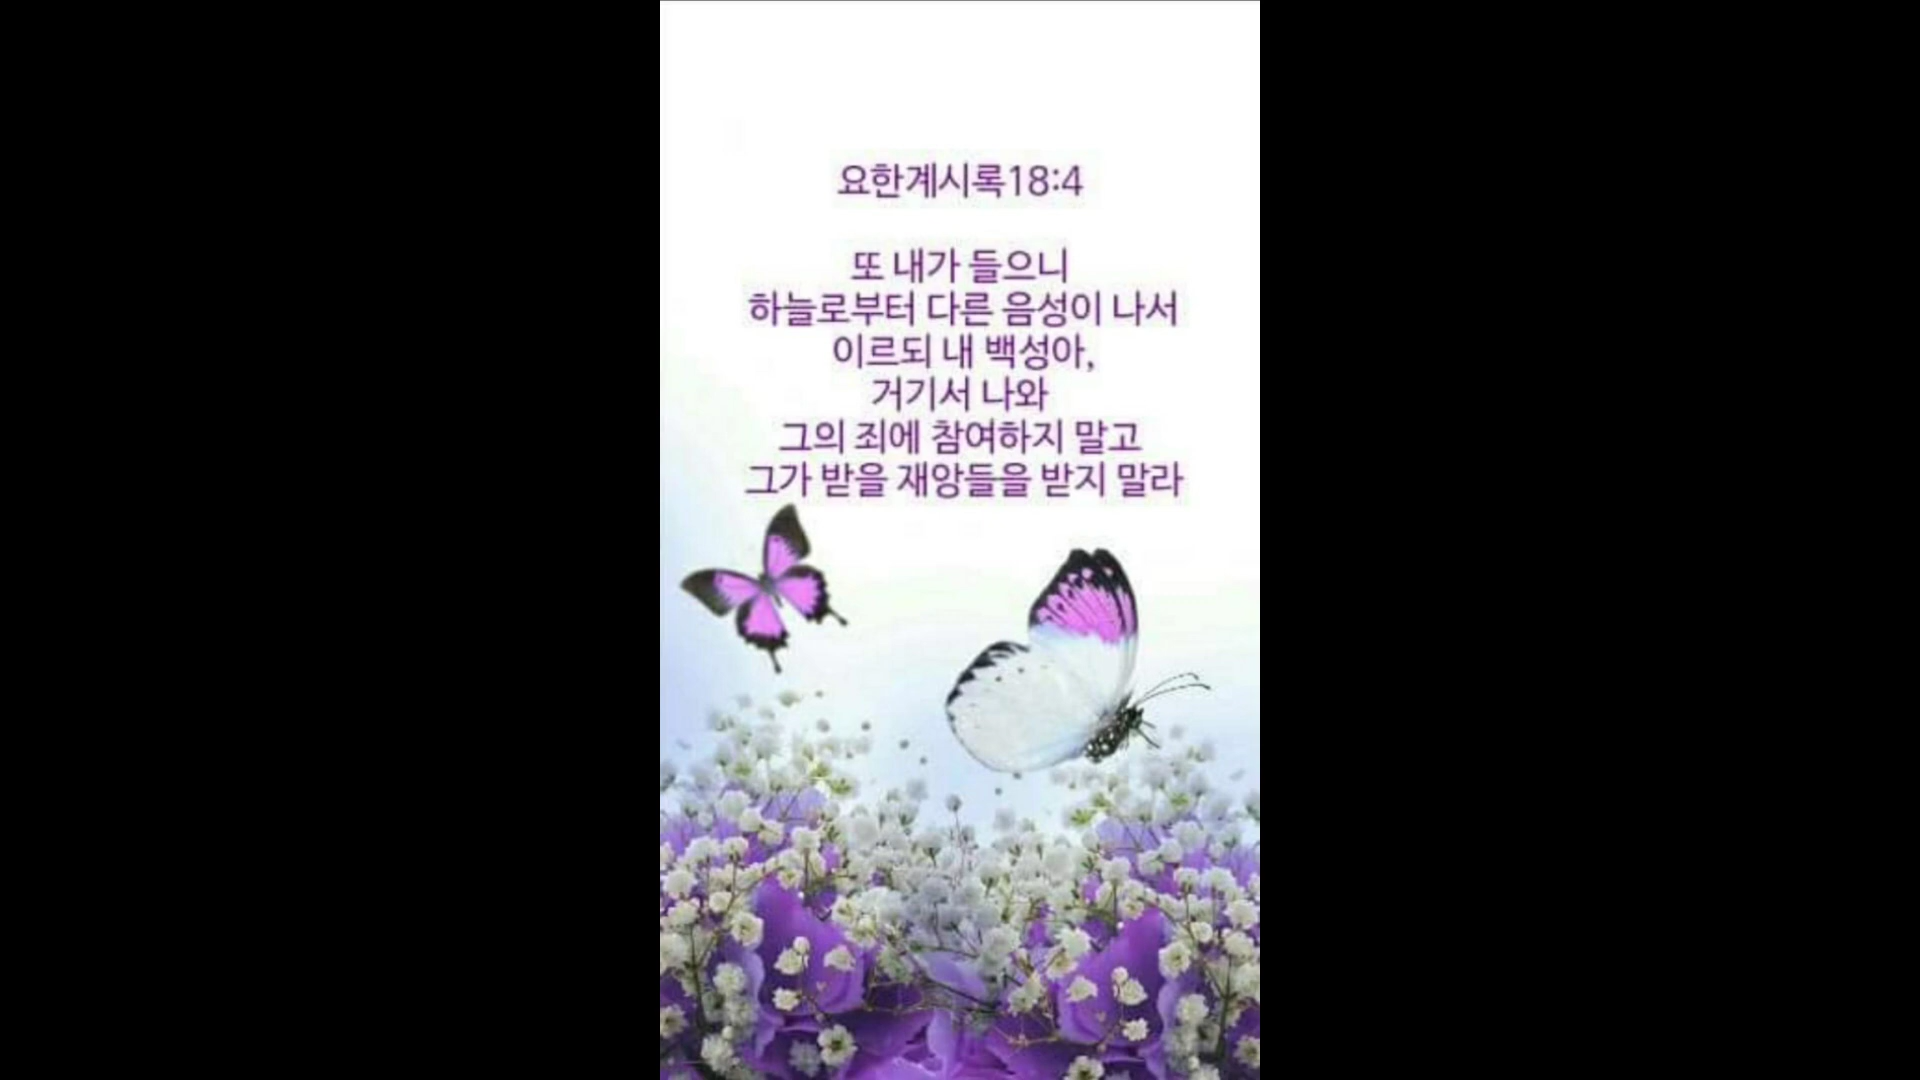 요한계시록18:4
또 내가 들으니
하늘로부터 다른 음성이 나서
이르되 내 백성아,
거기서 나와
그의 죄에 참여하지 말고
그가 받을 재앙들을 받지 말라